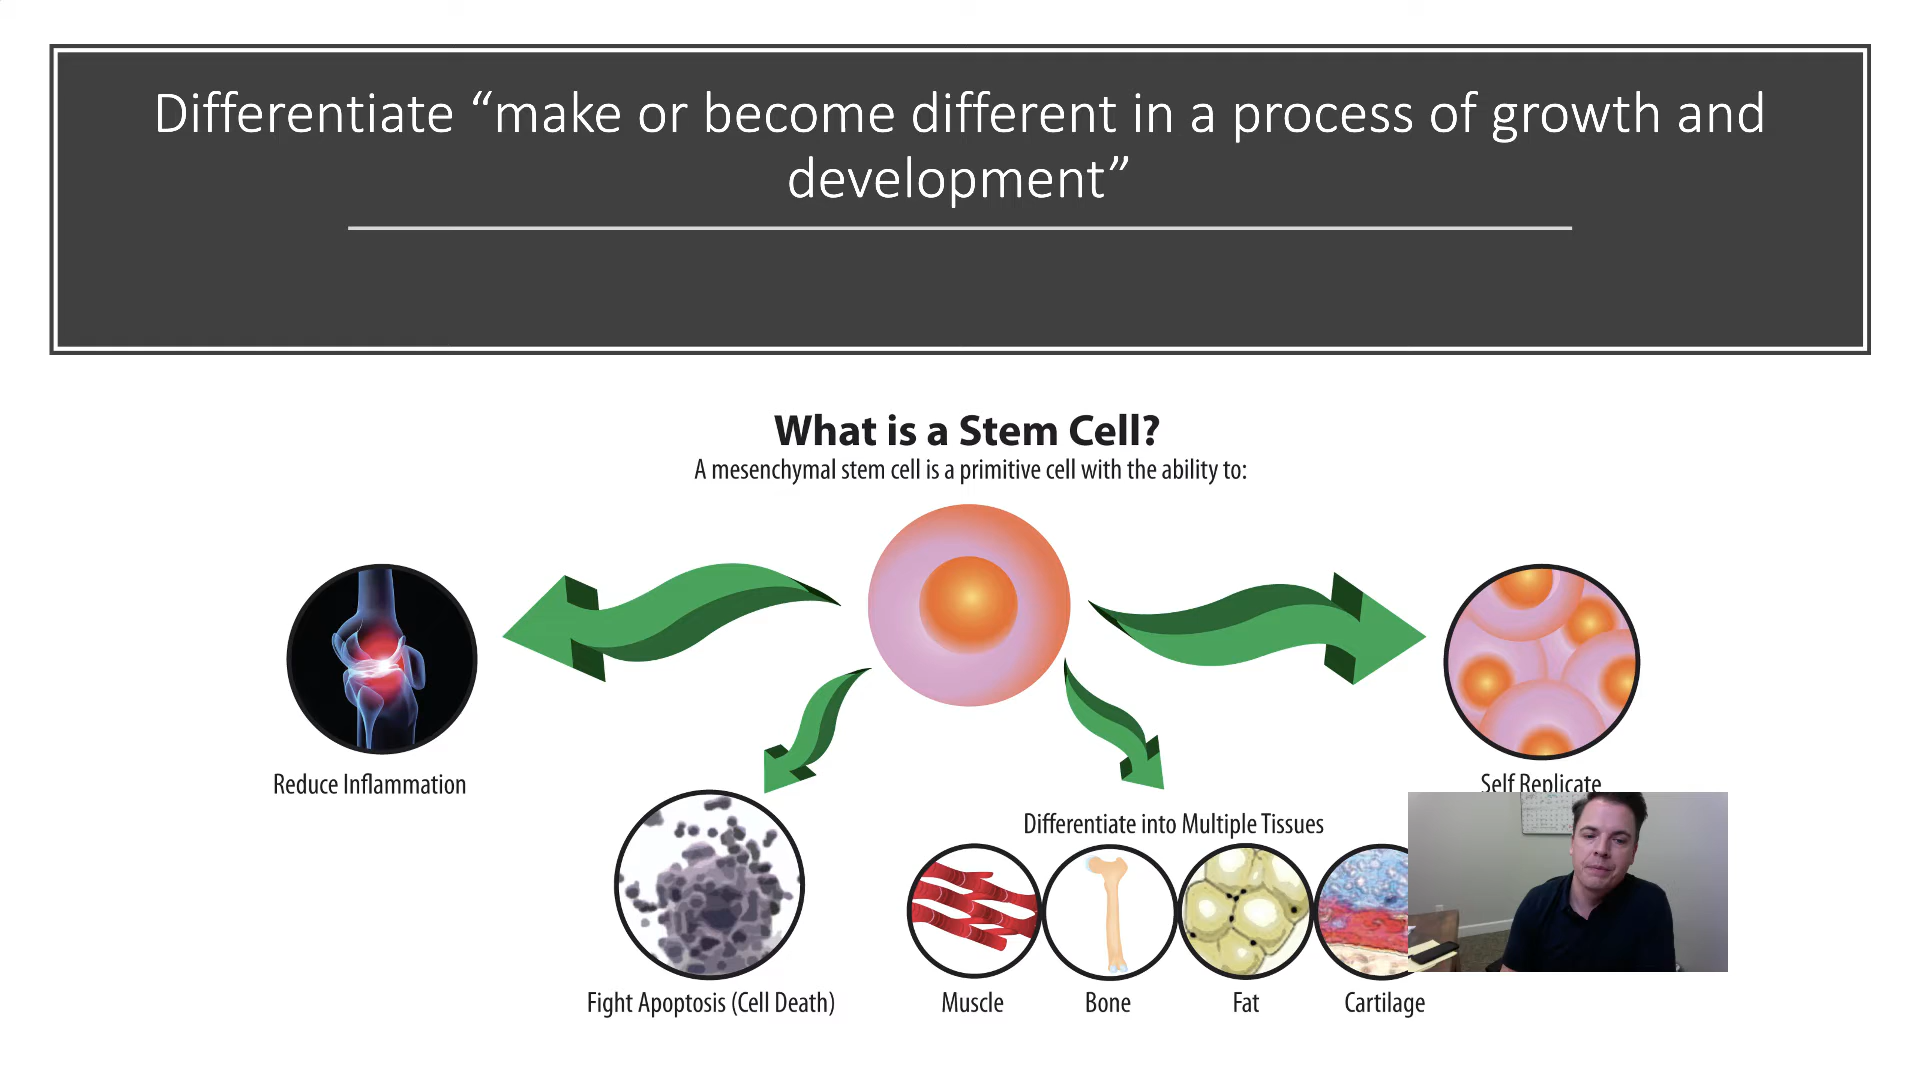 Differentiate “make or become different in a process of growth and
development”
What is a Stem Cell?
A mesenchymal stem cell is a primitive cell with the ability to:
Reduce Inflammation
Self Replicate
Differentiate into Multiple Tissues
Fight Apoptosis (Cell Death)
Muscle
Bone
Fat
Cartilage